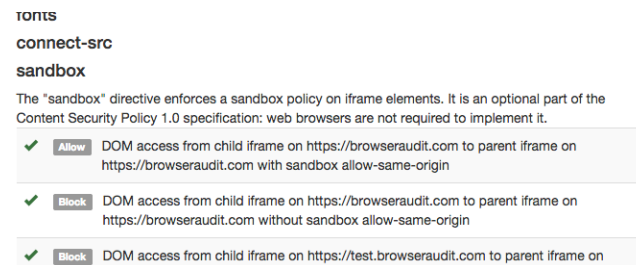 fonts
connect-src
sandbox
The "sandbox" directive enforces a sandbox policy on iframe elements. It is an optional part of the
Content Security Policy 1.0 specification: web browsers are not required to implement it.
✔ Allow DOM access from child iframe on https://browseraudit.com to parent iframe on
https://browseraudit.com with sandbox allow-same-origin
✔ Block DOM access from child iframe on https://browseraudit.com to parent iframe on
https://browseraudit.com without sandbox allow-same-origin
✔ Block DOM access from child iframe on https://test.browseraudit.com to parent iframe on